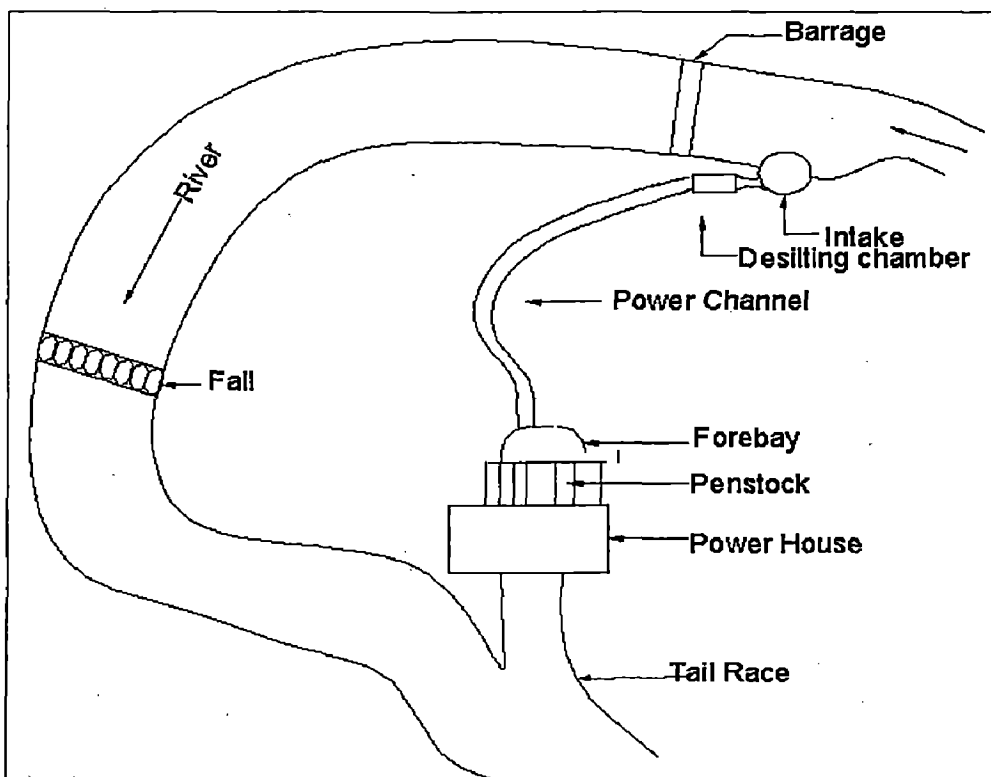 Barrage
River
Intake
Desilting chamber
Power Channel
Fall
Forebay
Penstock
Power House
Tail Race